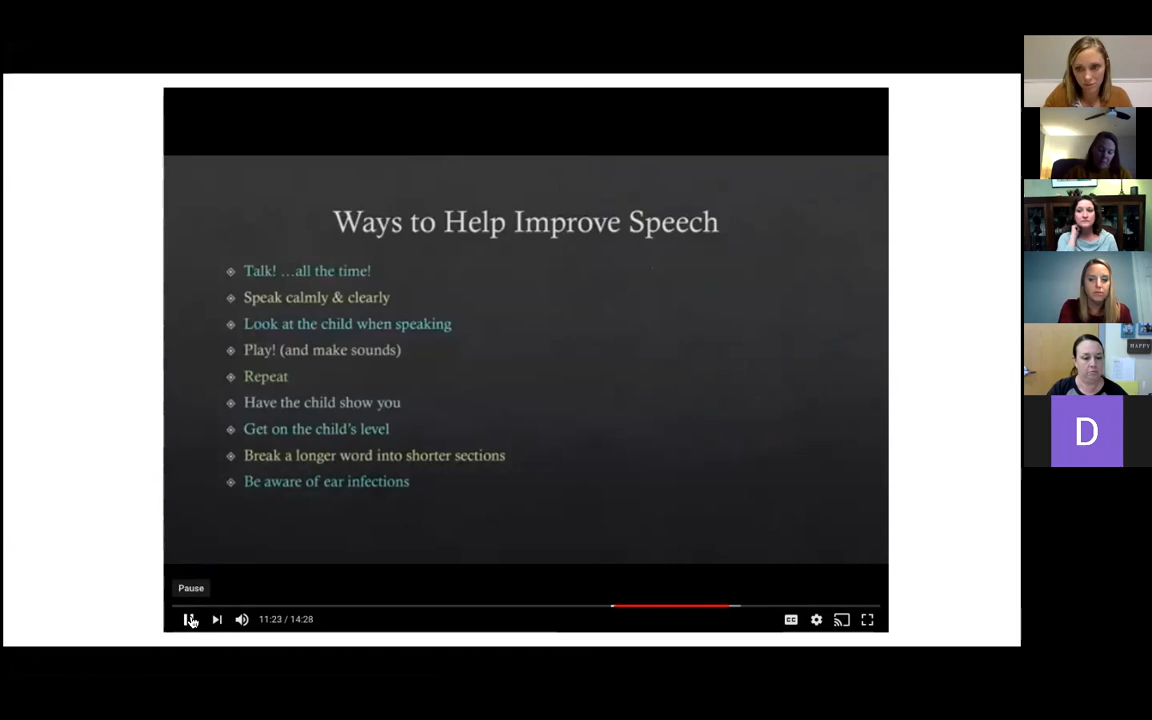 Ways to Help Improve Speech
Talk! …all the time!
Speak calmly & clearly
Look at the child when speaking
Play! (and make sounds)
Repeat
Have the child show you
Get on the child's level
Break a longer word into shorter sections
Be aware of ear infections
Pause
11:23 / 14:28
CC
HAPPY
D